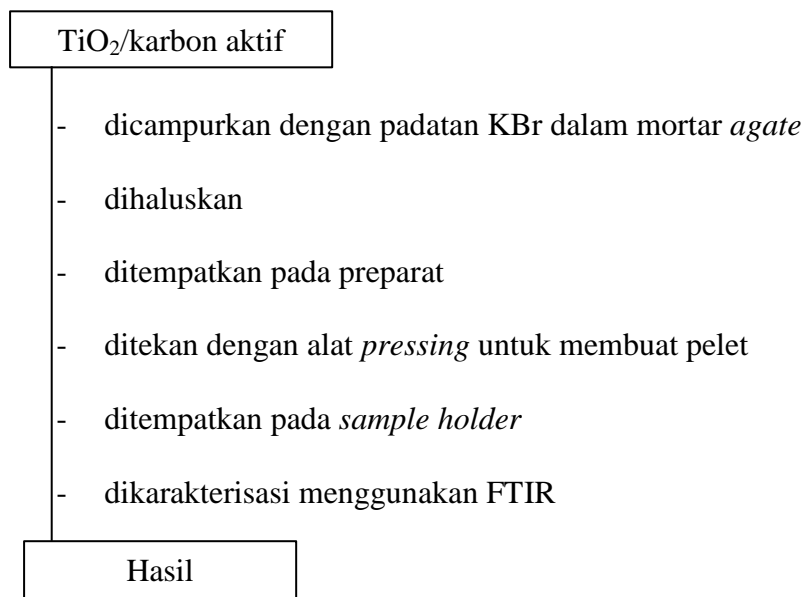 TiO₂/karbon aktif
- dicampurkan dengan padatan KBr dalam mortar agate
- dihaluskan
- ditempatkan pada preparat
- ditekan dengan alat pressing untuk membuat pelet
- ditempatkan pada sample holder
- dikarakterisasi menggunakan FTIR
Hasil